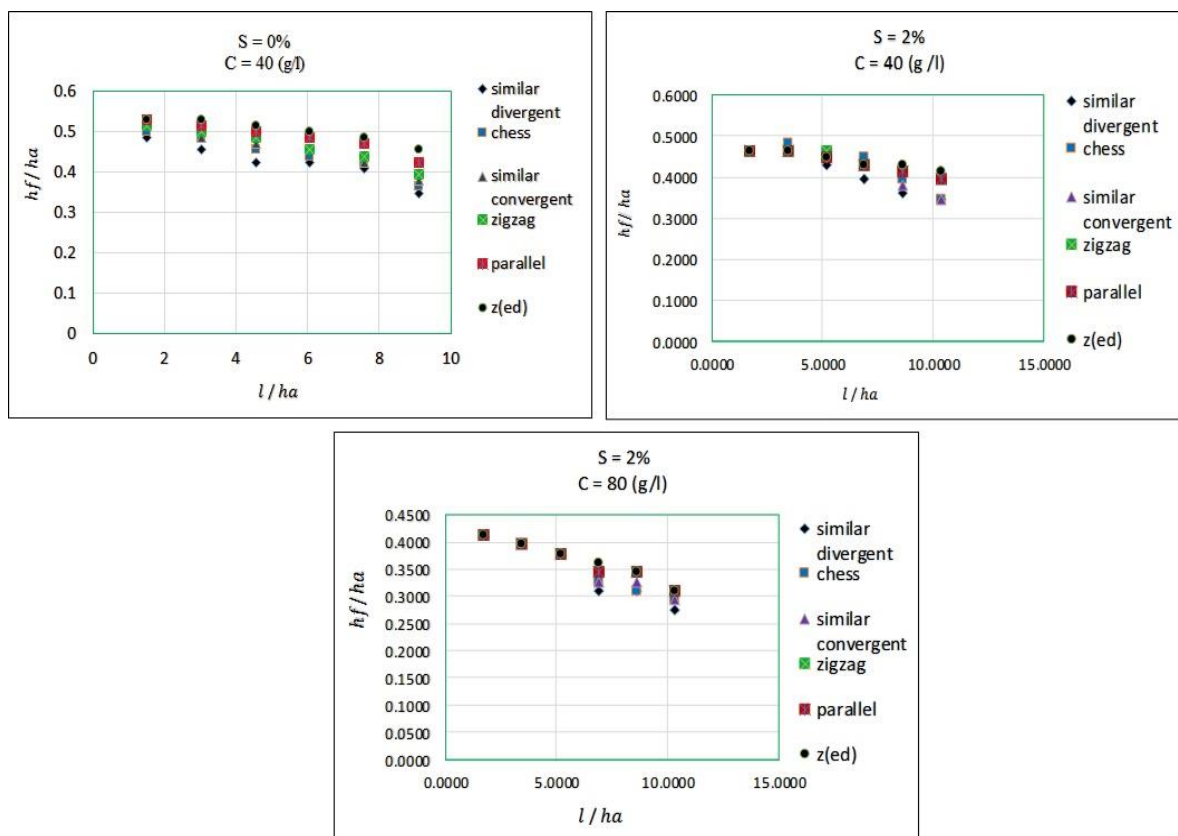 S = 0%
C = 40 (g/l)
0.6
0.5
0.4
0.3
0.2
0.1
0
hf/ha
0 2 4 6 8 10
l/ha
similar
divergent
chess
similar
convergent
zigzag
parallel
z(ed)
S = 2%
C = 40 (g /l)
0.6000
0.5000
0.4000
0.3000
0.2000
0.1000
0.0000
hf/ha
0.0000 5.0000 10.0000 15.0000
l/ha
similar
divergent
chess
similar
convergent
zigzag
parallel
z(ed)
S = 2%
C = 80 (g/l)
0.4500
0.4000
0.3500
0.3000
0.2500
0.2000
0.1500
0.1000
0.0500
0.0000
hf/ha
0.0000 5.0000 10.0000 15.0000
l/ha
similar
divergent
chess
similar
convergent
zigzag
parallel
z(ed)